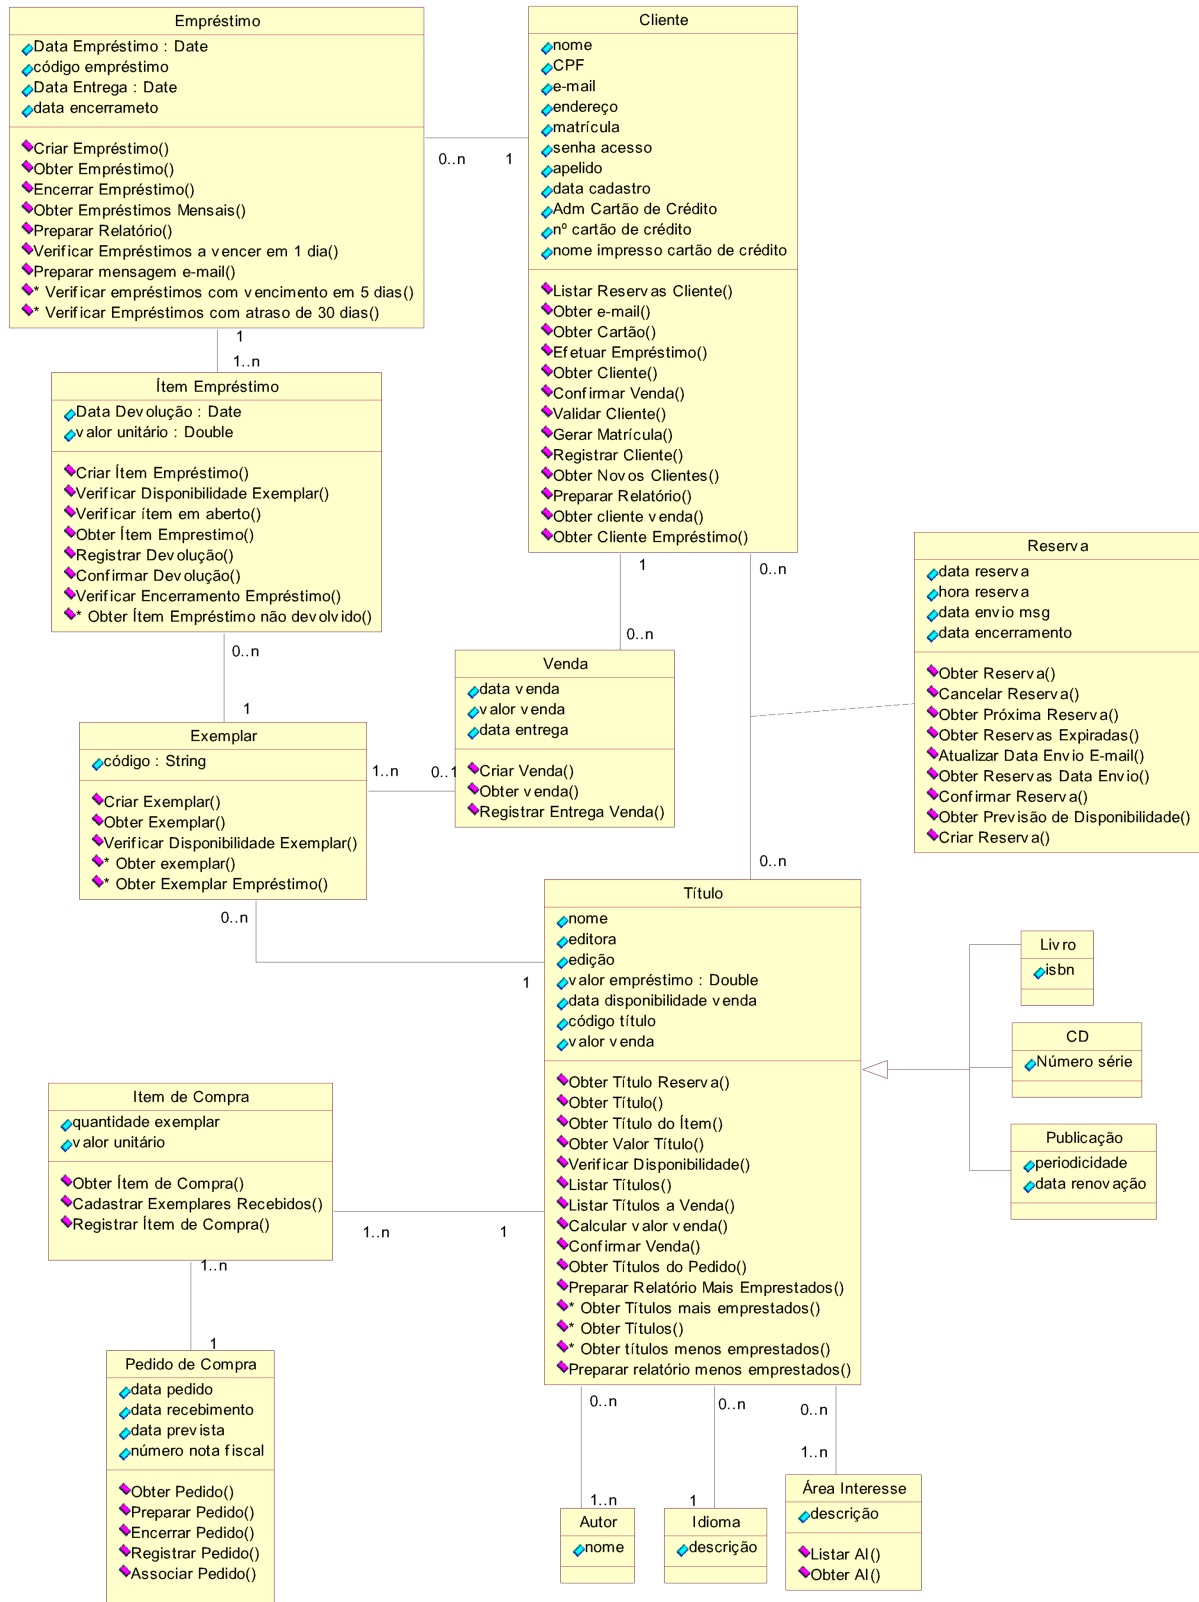 Empréstimo
Data Empréstimo : Date
código empréstimo
Data Entrega : Date
data encerrameto
Criar Empréstimo()
Obter Empréstimo()
Encerrar Empréstimo()
Obter Empréstimos Mensais()
Preparar Relatório()
Verificar Empréstimos a vencer em 1 dia()
Preparar mensagem e-mail()
* Verificar empréstimos com vencimento em 5 dias()
* Verificar Empréstimos com atraso de 30 dias()
0..n
1
Cliente
nome
CPF
e-mail
endereço
matrícula
senha acesso
apelido
data cadastro
Adm Cartão de Crédito
nº cartão de crédito
nome impresso cartão de crédito
Listar Reservas Cliente()
Obter e-mail()
Obter Cartão()
Efetuar Empréstimo()
Obter Cliente()
Confirmar Venda()
Validar Cliente()
Gerar Matrícula()
Registrar Cliente()
Obter Novos Clientes()
Preparar Relatório()
Obter cliente venda()
Obter Cliente Empréstimo()
1
1..n
Ítem Empréstimo
Data Devolução : Date
valor unitário : Double
Criar Ítem Empréstimo()
Verificar Disponibilidade Exemplar()
Verificar ítem em aberto()
Obter Ítem Emprestimo()
Registrar Devolução()
Confirmar Devolução()
Verificar Encerramento Empréstimo()
* Obter Ítem Empréstimo não devolvido()
1
0..n
0..n
Reserva
data reserva
hora reserva
data envio msg
data encerramento
Obter Reserva()
Cancelar Reserva()
Obter Próxima Reserva()
Obter Reservas Expiradas()
Atualizar Data Envio E-mail()
Obter Reservas Data Envio()
Confirmar Reserva()
Obter Previsão de Disponibilidade()
Criar Reserva()
0..n
1
Venda
data venda
valor venda
data entrega
Criar Venda()
Obter venda()
Registrar Entrega Venda()
Exemplar
código : String
Criar Exemplar()
Obter Exemplar()
Verificar Disponibilidade Exemplar()
* Obter exemplar()
* Obter Exemplar Empréstimo()
1..n
0..1
0..n
0..n
1
Título
nome
editora
edição
valor empréstimo : Double
data disponibilidade venda
código título
valor venda
Obter Título Reserva()
Obter Título()
Obter Título do Ítem()
Obter Valor Título()
Verificar Disponibilidade()
Listar Títulos()
Listar Títulos a Venda()
Calcular valor venda()
Confirmar Venda()
Obter Títulos do Pedido()
Preparar Relatório Mais Emprestados()
* Obter Títulos mais emprestados()
* Obter Títulos()
* Obter títulos menos emprestados()
Preparar relatório menos emprestados()
Livro
isbn
CD
Número série
Publicação
periodicidade
data renovação
Item de Compra
quantidade exemplar
valor unitário
Obter Ítem de Compra()
Cadastrar Exemplares Recebidos()
Registrar Ítem de Compra()
1..n
1
1..n
1
Pedido de Compra
data pedido
data recebimento
data prevista
número nota fiscal
Obter Pedido()
Preparar Pedido()
Encerrar Pedido()
Registrar Pedido()
Associar Pedido()
0..n
0..n
0..n
1..n
1
1..n
Autor
nome
Idioma
descrição
Área Interesse
descrição
Listar AI()
Obter AI()